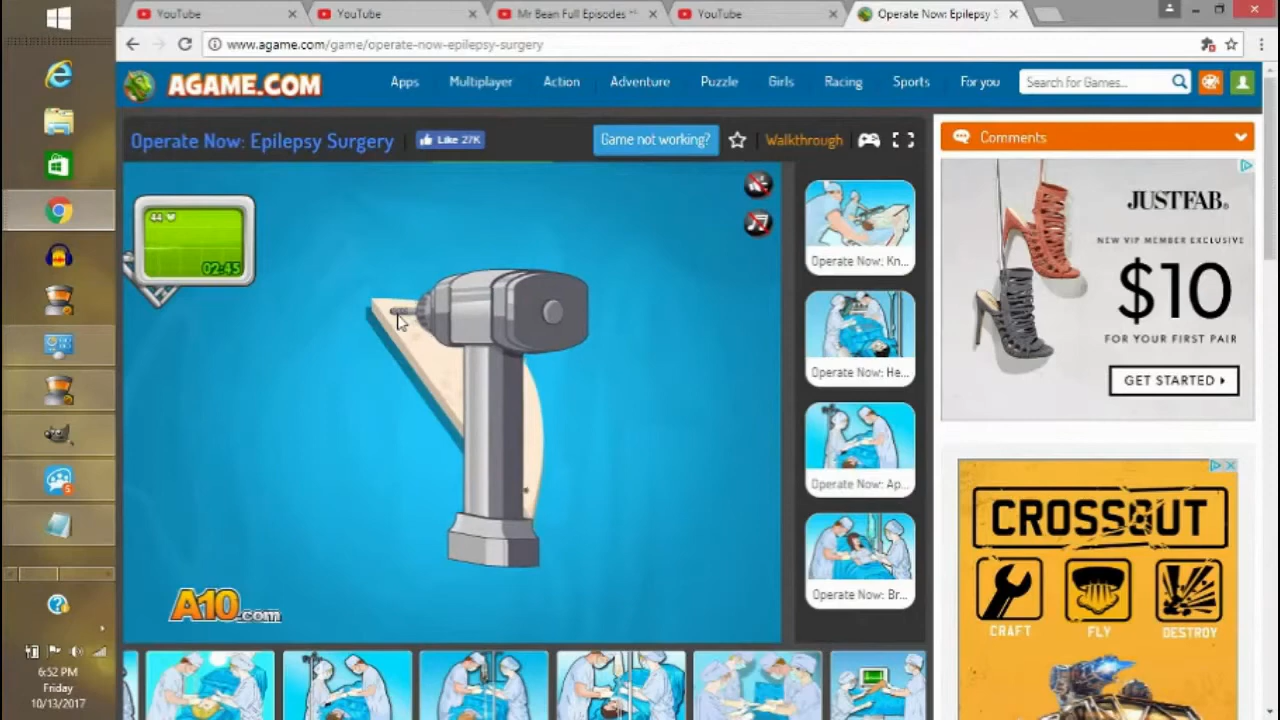 YouTube
YouTube
Mr Bean Full Episodes
YouTube
Operate Now: Epilepsy S
www.agame.com/game/operate-now-epilepsy-surgery
AGAME.COM
Apps
Multiplayer
Action
Adventure
Puzzle
Girls
Racing
Sports
For you
Search for Games...
Operate Now: Epilepsy Surgery
Like 27K
Game not working?
Walkthrough
Comments
44
02:45
Operate Now: Kn...
Operate Now: He...
Operate Now: Ap...
Operate Now: Br...
A10.com
JUSTFAB.
NEW VIP MEMBER EXCLUSIVE
$10
FOR YOUR FIRST PAIR
GET STARTED
CROSSOUT
CRAFT
FLY
DESTROY
5
6:52 PM
Friday
10/13/2017